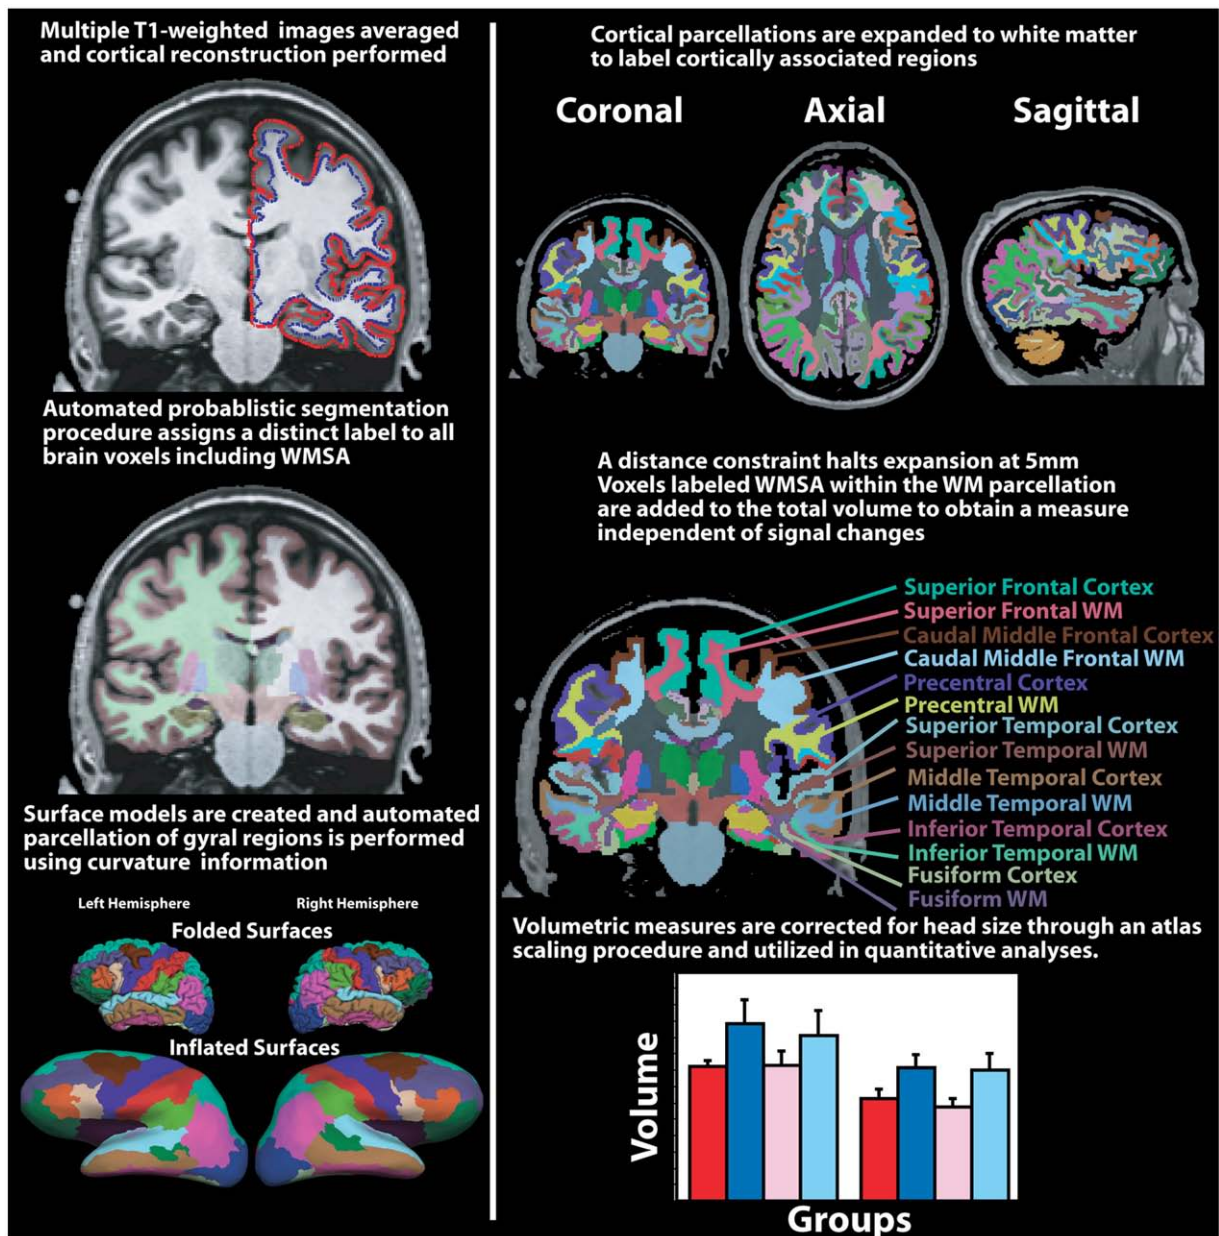 Multiple T1-weighted images averaged
and cortical reconstruction performed
Automated probablistic segmentation
procedure assigns a distinct label to all
brain voxels including WMSA
Surface models are created and automated
parcellation of gyral regions is performed
using curvature information
Left Hemisphere
Right Hemisphere
Folded Surfaces
Inflated Surfaces
Cortical parcellations are expanded to white matter
to label cortically associated regions
Coronal
Axial
Sagittal
A distance constraint halts expansion at 5mm
Voxels labeled WMSA within the WM parcellation
are added to the total volume to obtain a measure
independent of signal changes
Superior Frontal Cortex
Superior Frontal WM
Caudal Middle Frontal Cortex
Caudal Middle Frontal WM
Precentral Cortex
Precentral WM
Superior Temporal Cortex
Superior Temporal WM
Middle Temporal Cortex
Middle Temporal WM
Inferior Temporal Cortex
Inferior Temporal WM
Fusiform Cortex
Fusiform WM
Volumetric measures are corrected for head size through an atlas
scaling procedure and utilized in quantitative analyses.
Volume
Groups